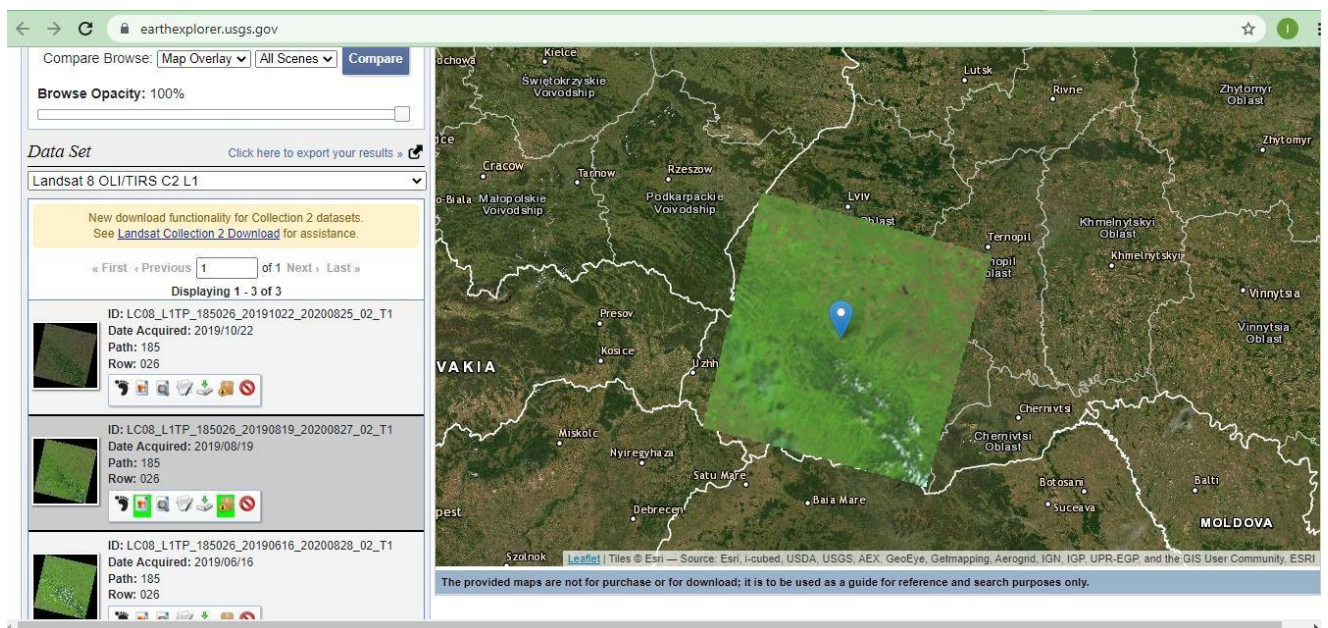 earthexplorer.usgs.gov
I
Compare Browse: Map Overlay All Scenes Compare
Browse Opacity: 100%
Data Set
Click here to export your results »
Landsat 8 OLI/TIRS C2 L1
New download functionality for Collection 2 datasets.
See Landsat Collection 2 Download for assistance.
« First ‹ Previous 1 of 1 Next › Last »
Displaying 1 - 3 of 3
ID: LC08_L1TP_185026_20191022_20200825_02_T1
Date Acquired: 2019/10/22
Path: 185
Row: 026
ID: LC08_L1TP_185026_20190819_20200827_02_T1
Date Acquired: 2019/08/19
Path: 185
Row: 026
ID: LC08_L1TP_185026_20190616_20200828_02_T1
Date Acquired: 2019/06/16
Path: 185
Row: 026
Kielce
ochowa
Świętokrzyskie
Voivodship
Lutsk
Rivne
Zhytomyr
Oblast
Zhytomyr
ice
Cracow
Tarnow
Rzeszow
o-Biala
Małopolskie
Voivodship
Podkarpackie
Voivodship
Lviv
Oblast
Ternopil
nopil
blast
Khmelnytskyi
Oblast
Khmelnytskyi
Vinnytsia
Vinnytsia
Oblast
Presov
Kosice
Uzhh
VAKIA
Miskolc
Nyiregyhaza
Satu Mare
Debrecen
Baia Mare
pest
Szolnok
Chernivtsi
Chernivtsi
Oblast
Botosani
Suceava
Balti
MOLDOVA
Leaflet | Tiles © Esri — Source: Esri, i-cubed, USDA, USGS, AEX, GeoEye, Getmapping, Aerogrid, IGN, IGP, UPR-EGP, and the GIS User Community, ESRI
The provided maps are not for purchase or for download; it is to be used as a guide for reference and search purposes only.